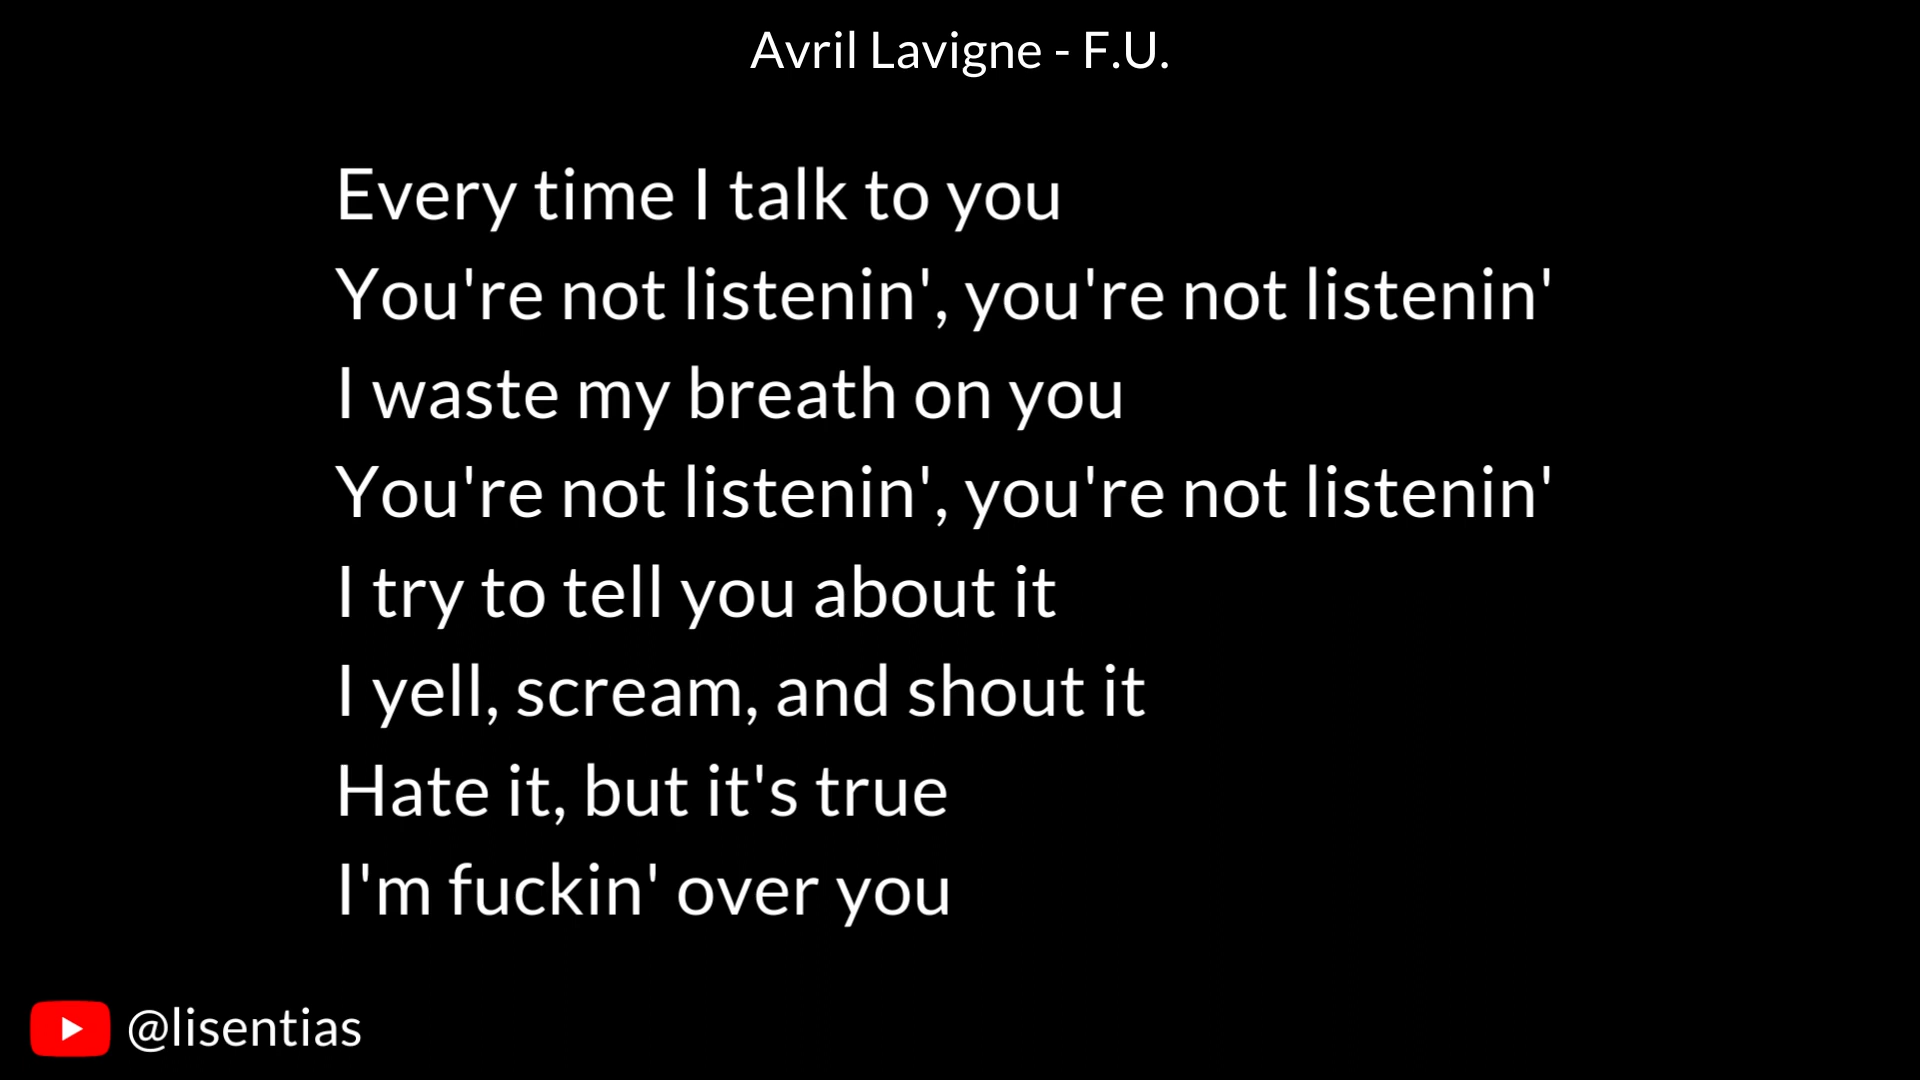 Avril Lavigne - F.U.
Every time I talk to you
You're not listenin', you're not listenin'
I waste my breath on you
You're not listenin', you're not listenin'
I try to tell you about it
I yell, scream, and shout it
Hate it, but it's true
I'm fuckin' over you
@lisentias